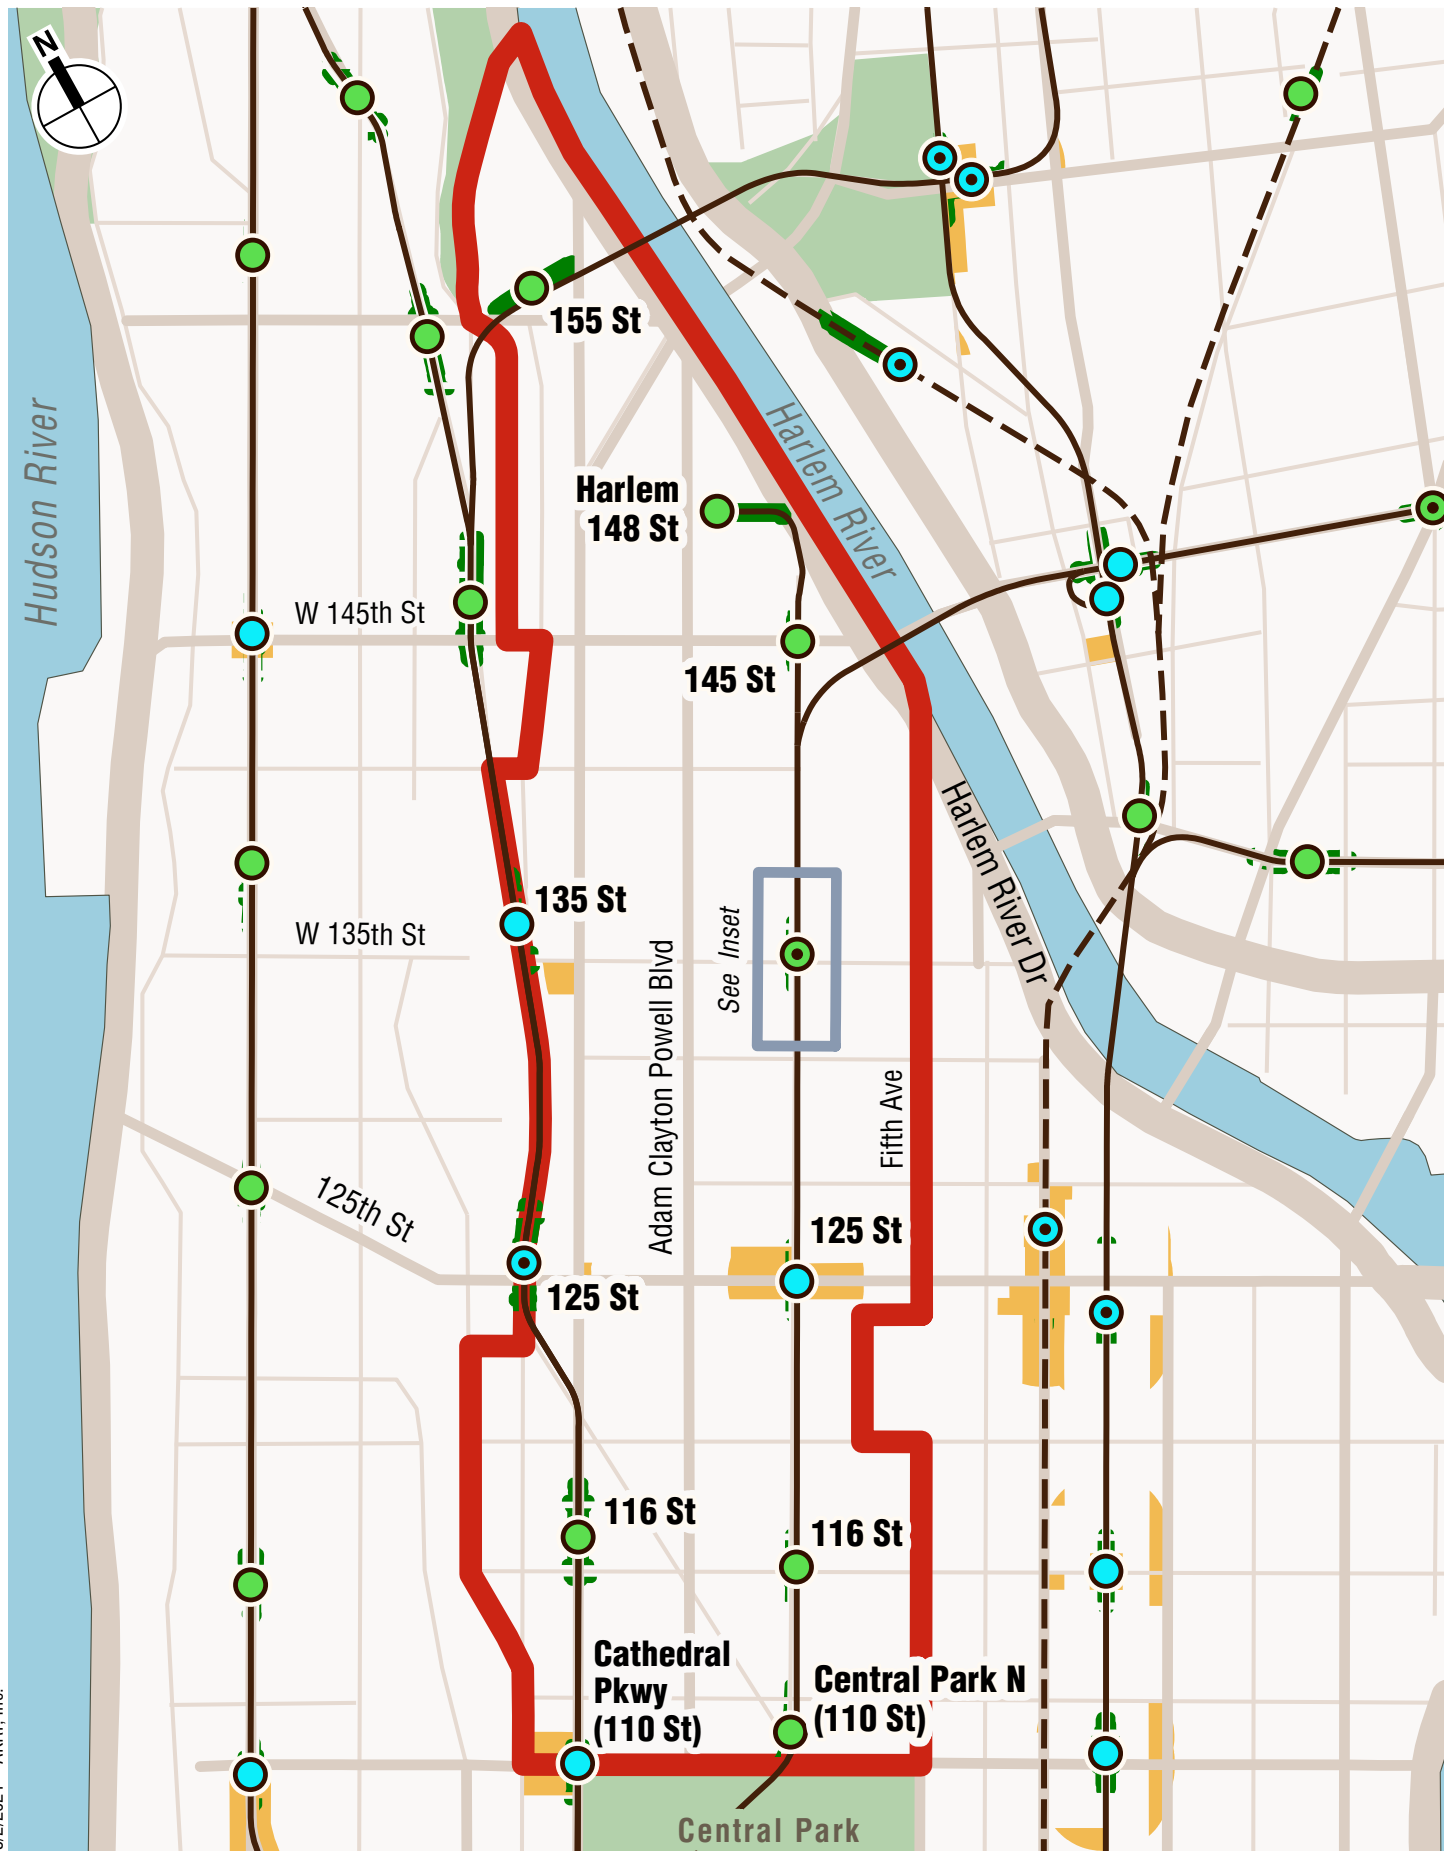 N
155 St
Harlem River
Hudson River
Harlem
148 St
W 145th St
145 St
Harlem River Dr
135 St
See Inset
W 135th St
Adam Clayton Powell Blvd
Fifth Ave
125th St
125 St
125 St
116 St
116 St
Cathedral
Pkwy
(110 St)
Central Park N
(110 St)
Central Park